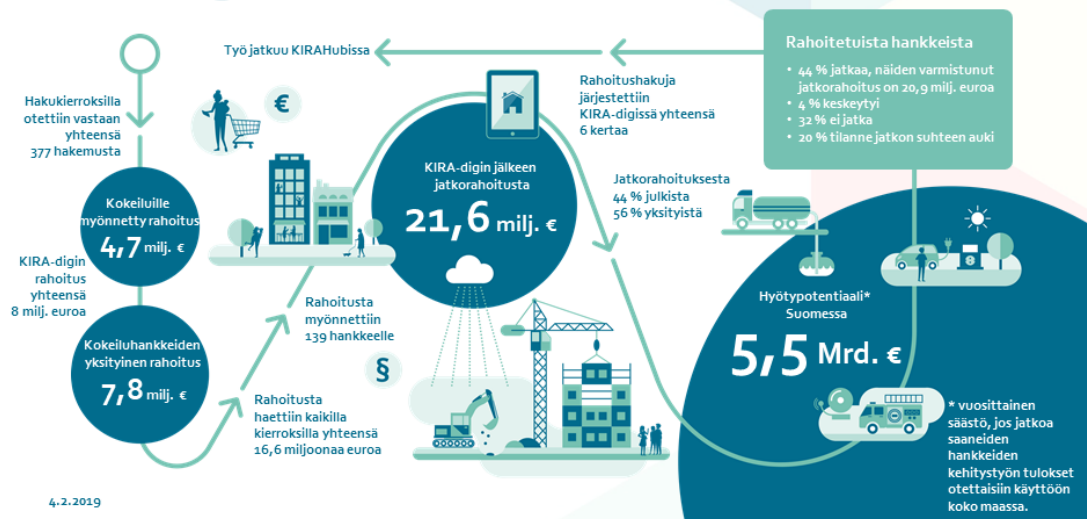 Hakukierroksilla
otettiin vastaan
yhteensä
377 hakemusta
Kokeiluille
myönnetty rahoitus
4,7 milj. €
KIRA-digin
rahoitus
yhteensä
8 milj. euroa
Kokeiluhankkeiden
yksityinen rahoitus
7,8 milj. €
Rahoitusta
haettiin kaikilla
kierroksilla yhteensä
16,6 miljoonaa euroa
Rahoitusta
myönnettiin
139 hankkeelle
€
§
KIRA-digin jälkeen
jatkorahoitusta
21,6 milj. €
Työ jatkuu KIRAHubissa
Rahoitushakuja
järjestettiin
KIRA-digissä yhteensä
6 kertaa
Jatkorahoituksesta
44 % julkista
56 % yksityistä
Rahoitetuista hankkeista
• 44 % jatkaa, näiden varmistunut
jatkorahoitus on 20,9 milj. euroa
• 4 % keskeytyi
• 32 % ei jatka
• 20 % tilanne jatkon suhteen auki
Hyötypotentiaali*
Suomessa
5,5 Mrd. €
* vuosittainen
säästö, jos jatkoa
saaneiden
hankkeiden
kehitystyön tulokset
otettaisiin käyttöön
koko maassa.
4.2.2019